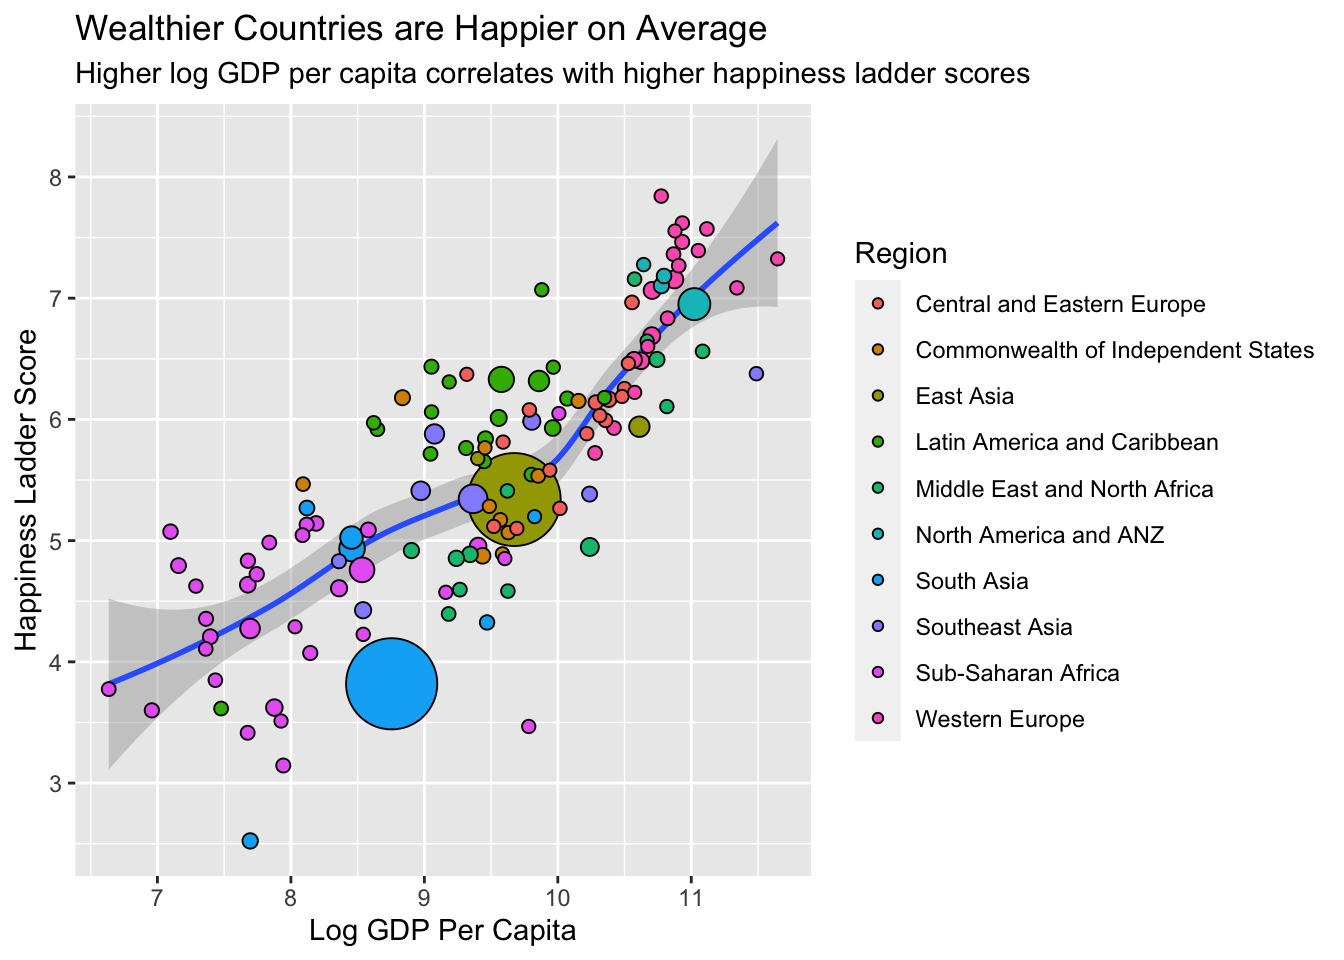 Wealthier Countries are Happier on Average
Higher log GDP per capita correlates with higher happiness ladder scores
Happiness Ladder Score
8
7
6
5
4
3
7
8
9
10
11
Log GDP Per Capita
Region
Central and Eastern Europe
Commonwealth of Independent States
East Asia
Latin America and Caribbean
Middle East and North Africa
North America and ANZ
South Asia
Southeast Asia
Sub-Saharan Africa
Western Europe